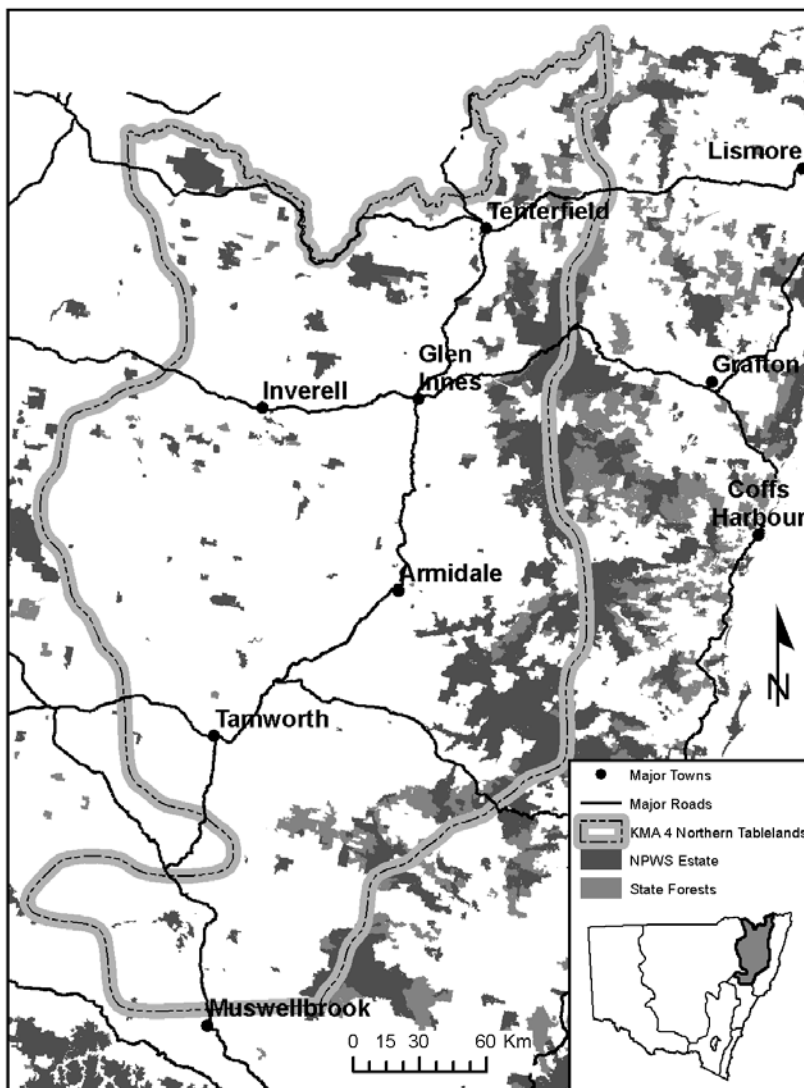 Lismore
Tenterfield
Glen
Innes
Inverell
Grafton
Coffs
Harbour
Armidale
N
Tamworth
Major Towns
Major Roads
KMA 4 Northern Tablelands
NPWS Estate
State Forests
Muswellbrook
0 15 30 60 Km